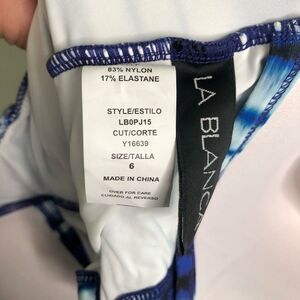 83% NYLON
17% ELASTANE
STYLE/ESTILO
LB0PJ15
CUT/CORTE
Y16639
SIZE/TALLA
6
MADE IN CHINA
OVER FOR CARE
CUIDADO AL REVERSO
LA BLANCA